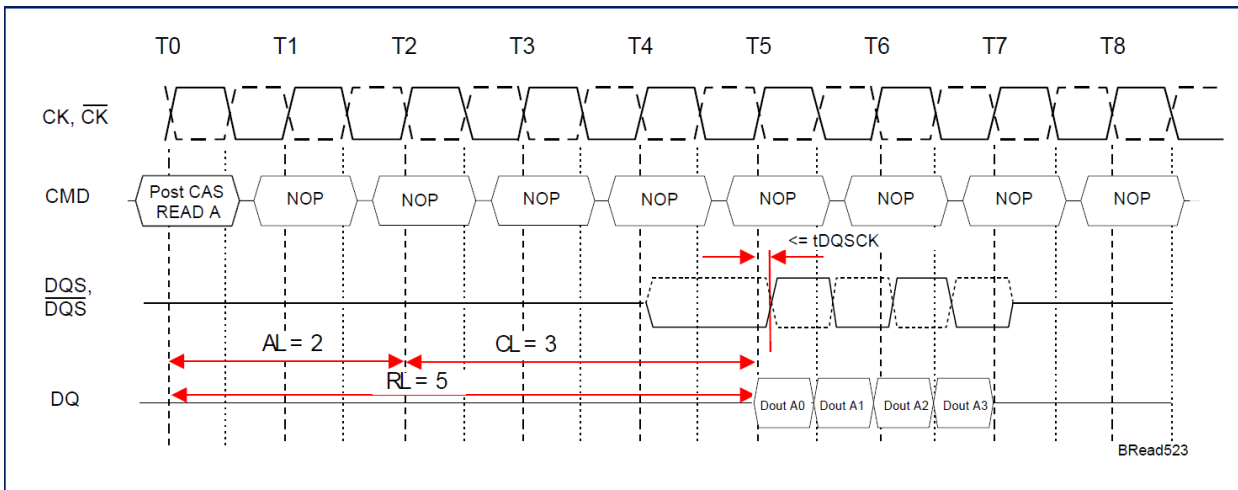 T0 T1 T2 T3 T4 T5 T6 T7 T8
CK, C̅K̅
CMD
Post CAS
READ A
NOP NOP NOP NOP NOP NOP NOP NOP
<= tDQSCK
DQS,
D̅Q̅S̅
AL = 2 CL = 3
RL = 5
DQ
Dout A0 Dout A1 Dout A2 Dout A3
BRead523